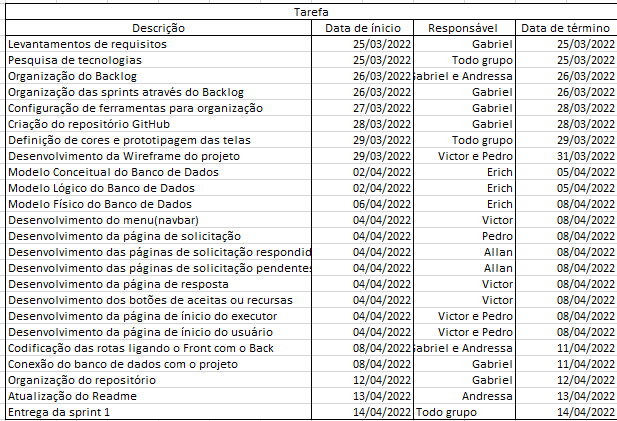 Tarefa
Descrição Data de ínicio Responsável Data de término
Levantamentos de requisitos 25/03/2022 Gabriel 25/03/2022
Pesquisa de tecnologias 25/03/2022 Todo grupo 25/03/2022
Organização do Backlog 26/03/2022 abriel e Andressa 26/03/2022
Organização das sprints através do Backlog 26/03/2022 Gabriel 26/03/2022
Configuração de ferramentas para organização 27/03/2022 Gabriel 28/03/2022
Criação do repositório GitHub 28/03/2022 Gabriel 28/03/2022
Definição de cores e prototipagem das telas 29/03/2022 Todo grupo 29/03/2022
Desenvolvimento da Wireframe do projeto 29/03/2022 Victor e Pedro 31/03/2022
Modelo Conceitual do Banco de Dados 02/04/2022 Erich 05/04/2022
Modelo Lógico do Banco de Dados 02/04/2022 Erich 05/04/2022
Modelo Físico do Banco de Dados 06/04/2022 Erich 08/04/2022
Desenvolvimento do menu(navbar) 04/04/2022 Victor 08/04/2022
Desenvolvimento da página de solicitação 04/04/2022 Pedro 08/04/2022
Desenvolvimento das páginas de solicitação respondid 04/04/2022 Allan 08/04/2022
Desenvolvimento das páginas de solicitação pendentes 04/04/2022 Allan 08/04/2022
Desenvolvimento da página de resposta 04/04/2022 Victor 08/04/2022
Desenvolvimento dos botões de aceitas ou recursas 04/04/2022 Victor 08/04/2022
Desenvolvimento da página de ínicio do executor 04/04/2022 Victor e Pedro 08/04/2022
Desenvolvimento da página de ínicio do usuário 04/04/2022 Victor e Pedro 08/04/2022
Codificação das rotas ligando o Front com o Back 08/04/2022 abriel e Andressa 11/04/2022
Conexão do banco de dados com o projeto 08/04/2022 Gabriel 11/04/2022
Organização do repositório 12/04/2022 Gabriel 12/04/2022
Atualização do Readme 13/04/2022 Andressa 13/04/2022
Entrega da sprint 1 14/04/2022 Todo grupo 14/04/2022